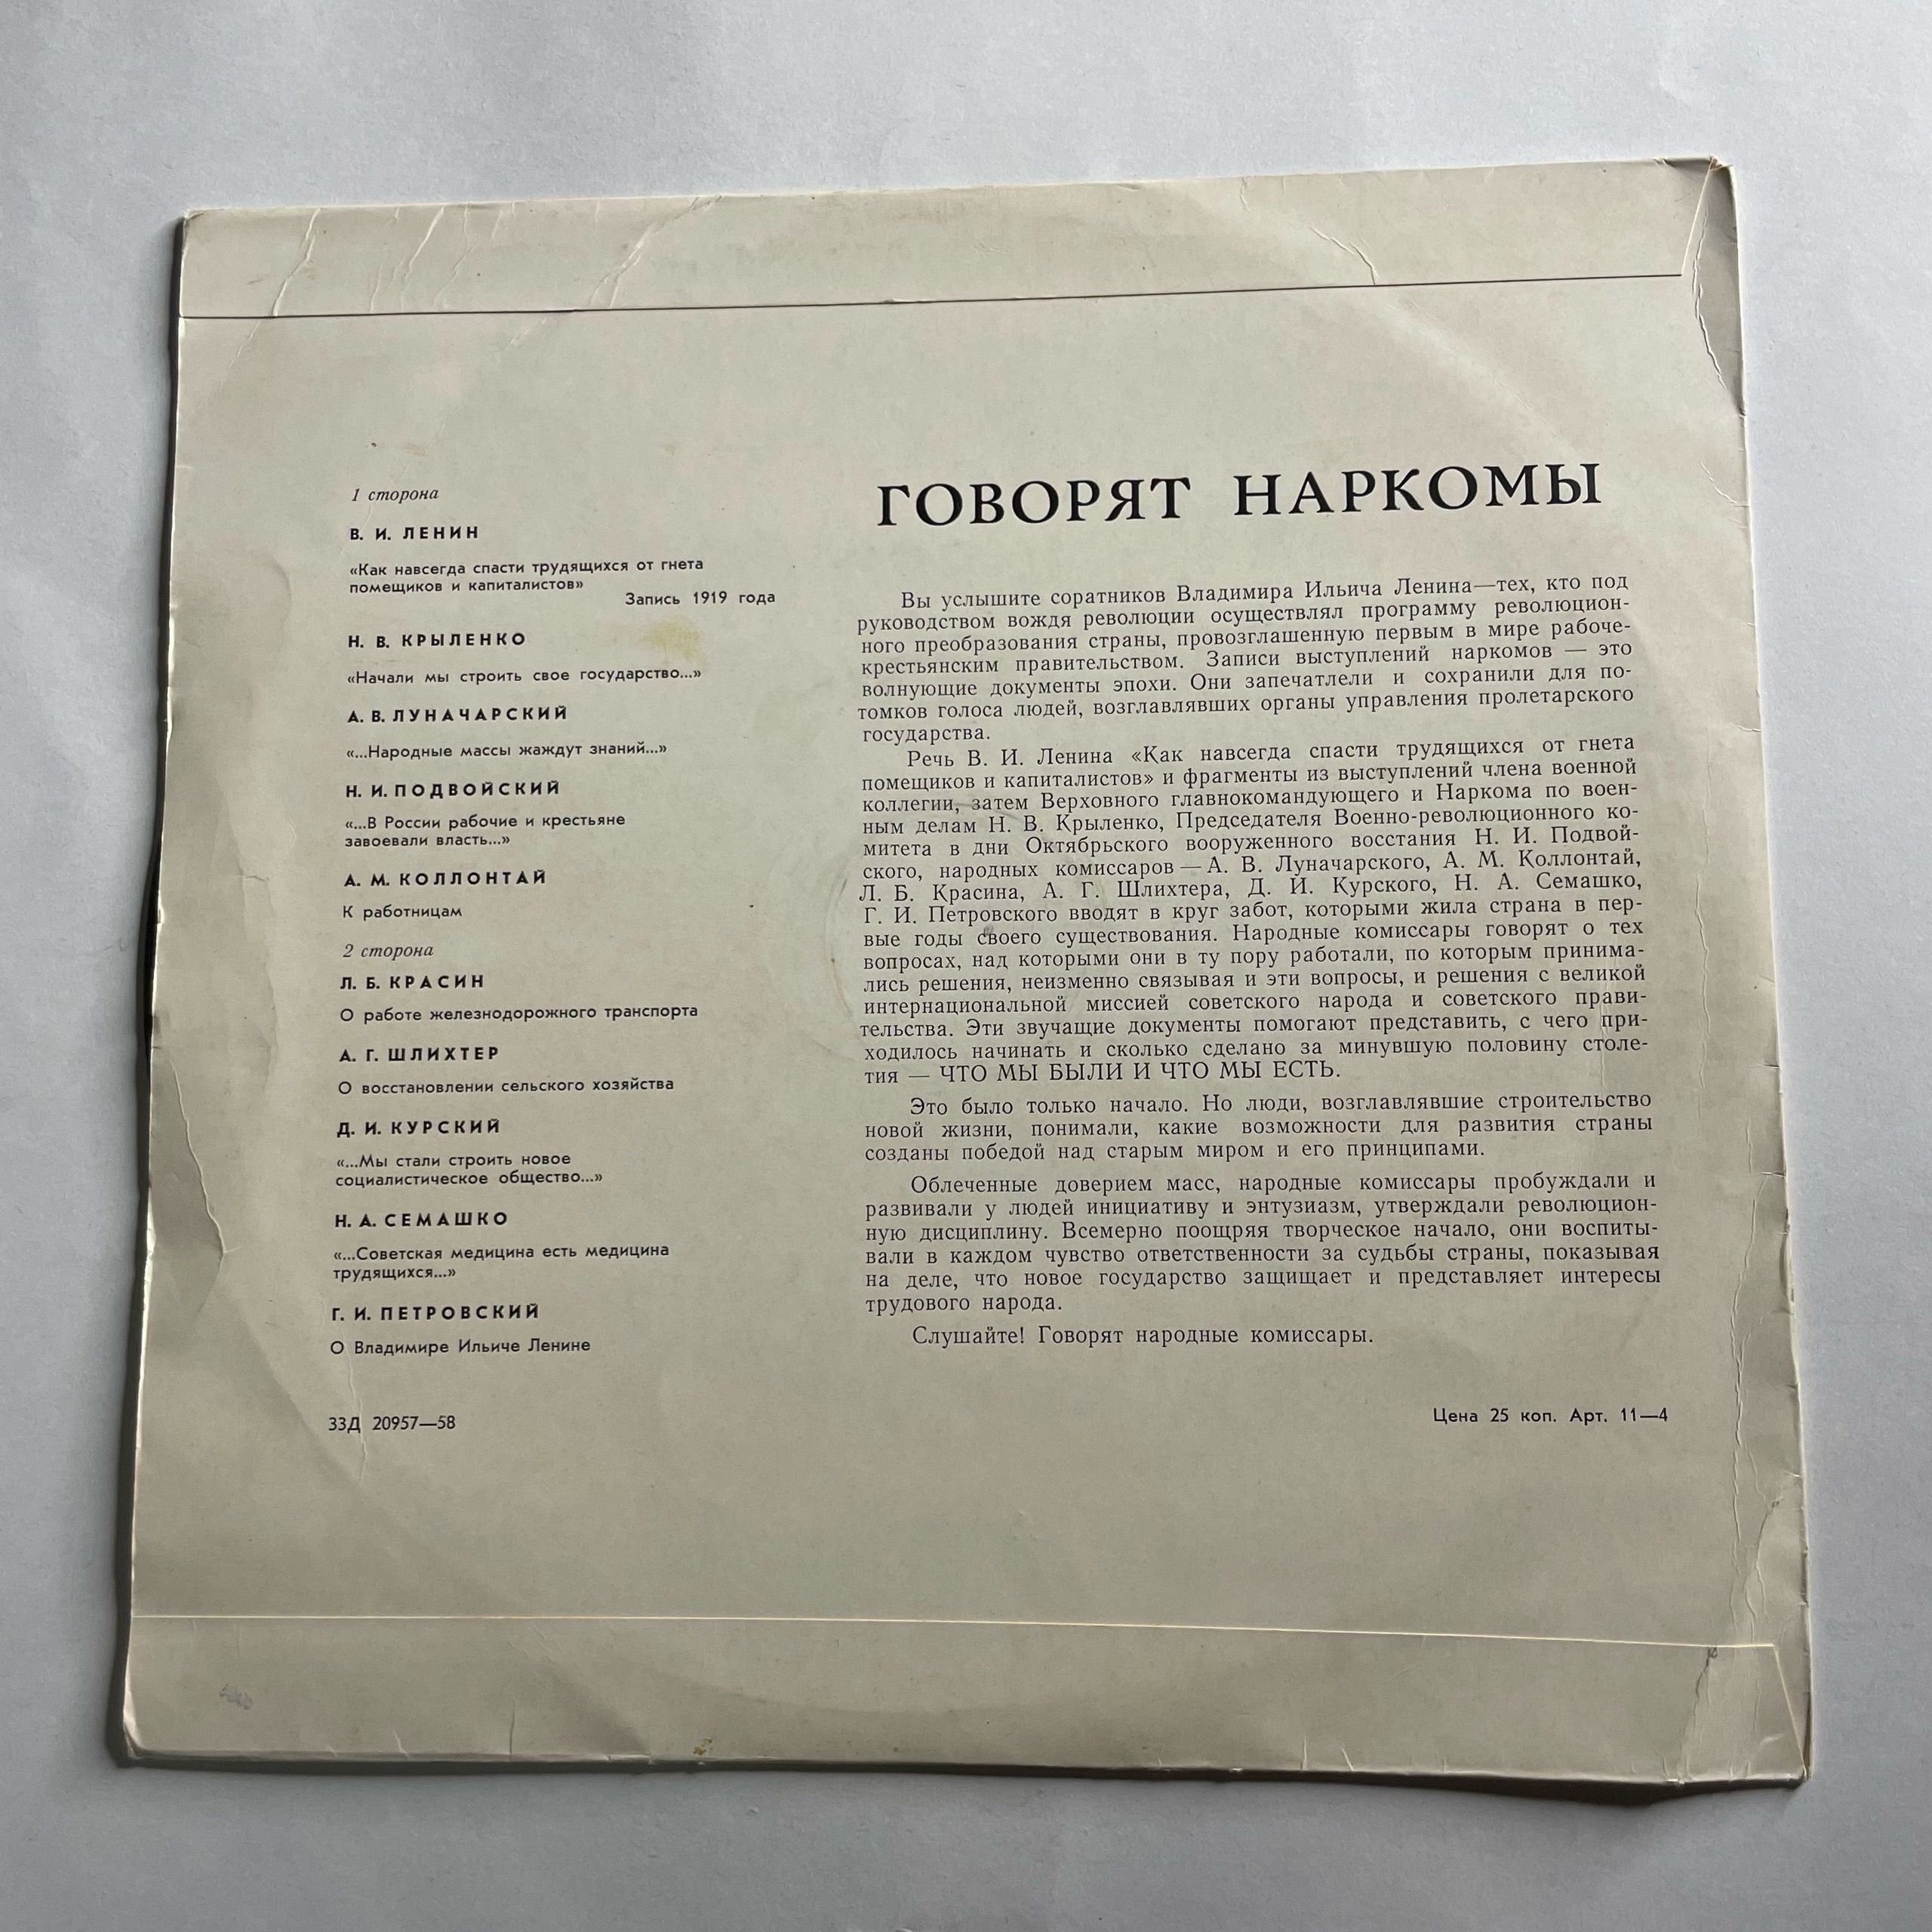 1 сторона
В. И. ЛЕНИН
«Как навсегда спасти трудящихся от гнета
помещиков и капиталистов»
Запись 1919 года
Н. В. КРЫЛЕНКО
«Начали мы строить свое государство...»
А. В. ЛУНАЧАРСКИЙ
«...Народные массы жаждут знаний...»
Н. И. ПОДВОЙСКИЙ
«...В России рабочие и крестьяне
завоевали власть...»
А. М. КОЛЛОНТАЙ
К работницам
2 сторона
Л. Б. КРАСИН
О работе железнодорожного транспорта
А. Г. ШЛИХТЕР
О восстановлении сельского хозяйства
Д. И. КУРСКИЙ
«...Мы стали строить новое
социалистическое общество...»
Н. А. СЕМАШКО
«...Советская медицина есть медицина
трудящихся...»
Г. И. ПЕТРОВСКИЙ
О Владимире Ильиче Ленине
33Д 20957—58
ГОВОРЯТ НАРКОМЫ
Вы услышите соратников Владимира Ильича Ленина—тех, кто под
руководством вождя революции осуществлял программу революцион-
ного преобразования страны, провозглашенную первым в мире рабоче-
крестьянским правительством. Записи выступлений наркомов — это
волнующие документы эпохи. Они запечатлели и сохранили для по-
томков голоса людей, возглавлявших органы управления пролетарского
государства.
Речь В. И. Ленина «Как навсегда спасти трудящихся от гнета
помещиков и капиталистов» и фрагменты из выступлений члена военной
коллегии, затем Верховного главнокомандующего и Наркома по воен-
ным делам Н. В. Крыленко, Председателя Военно-революционного ко-
митета в дни Октябрьского вооруженного восстания Н. И. Подвой-
ского, народных комиссаров — А. В. Луначарского, А. М. Коллонтай,
Л. Б. Красина, А. Г. Шлихтера, Д. И. Курского, Н. А. Семашко,
Г. И. Петровского вводят в круг забот, которыми жила страна в пер-
вые годы своего существования. Народные комиссары говорят о тех
вопросах, над которыми они в ту пору работали, по которым принима-
лись решения, неизменно связывая и эти вопросы, и решения с великой
интернациональной миссией советского народа и советского прави-
тельства. Эти звучащие документы помогают представить, с чего при-
ходилось начинать и сколько сделано за минувшую половину столе-
тия — ЧТО МЫ БЫЛИ И ЧТО МЫ ЕСТЬ.
Это было только начало. Но люди, возглавлявшие строительство
новой жизни, понимали, какие возможности для развития страны
созданы победой над старым миром и его принципами.
Облеченные доверием масс, народные комиссары пробуждали и
развивали у людей инициативу и энтузиазм, утверждали революцион-
ную дисциплину. Всемерно поощряя творческое начало, они воспиты-
вали в каждом чувство ответственности за судьбы страны, показывая
на деле, что новое государство защищает и представляет интересы
трудового народа.
Слушайте! Говорят народные комиссары.
Цена 25 коп. Арт. 11—4